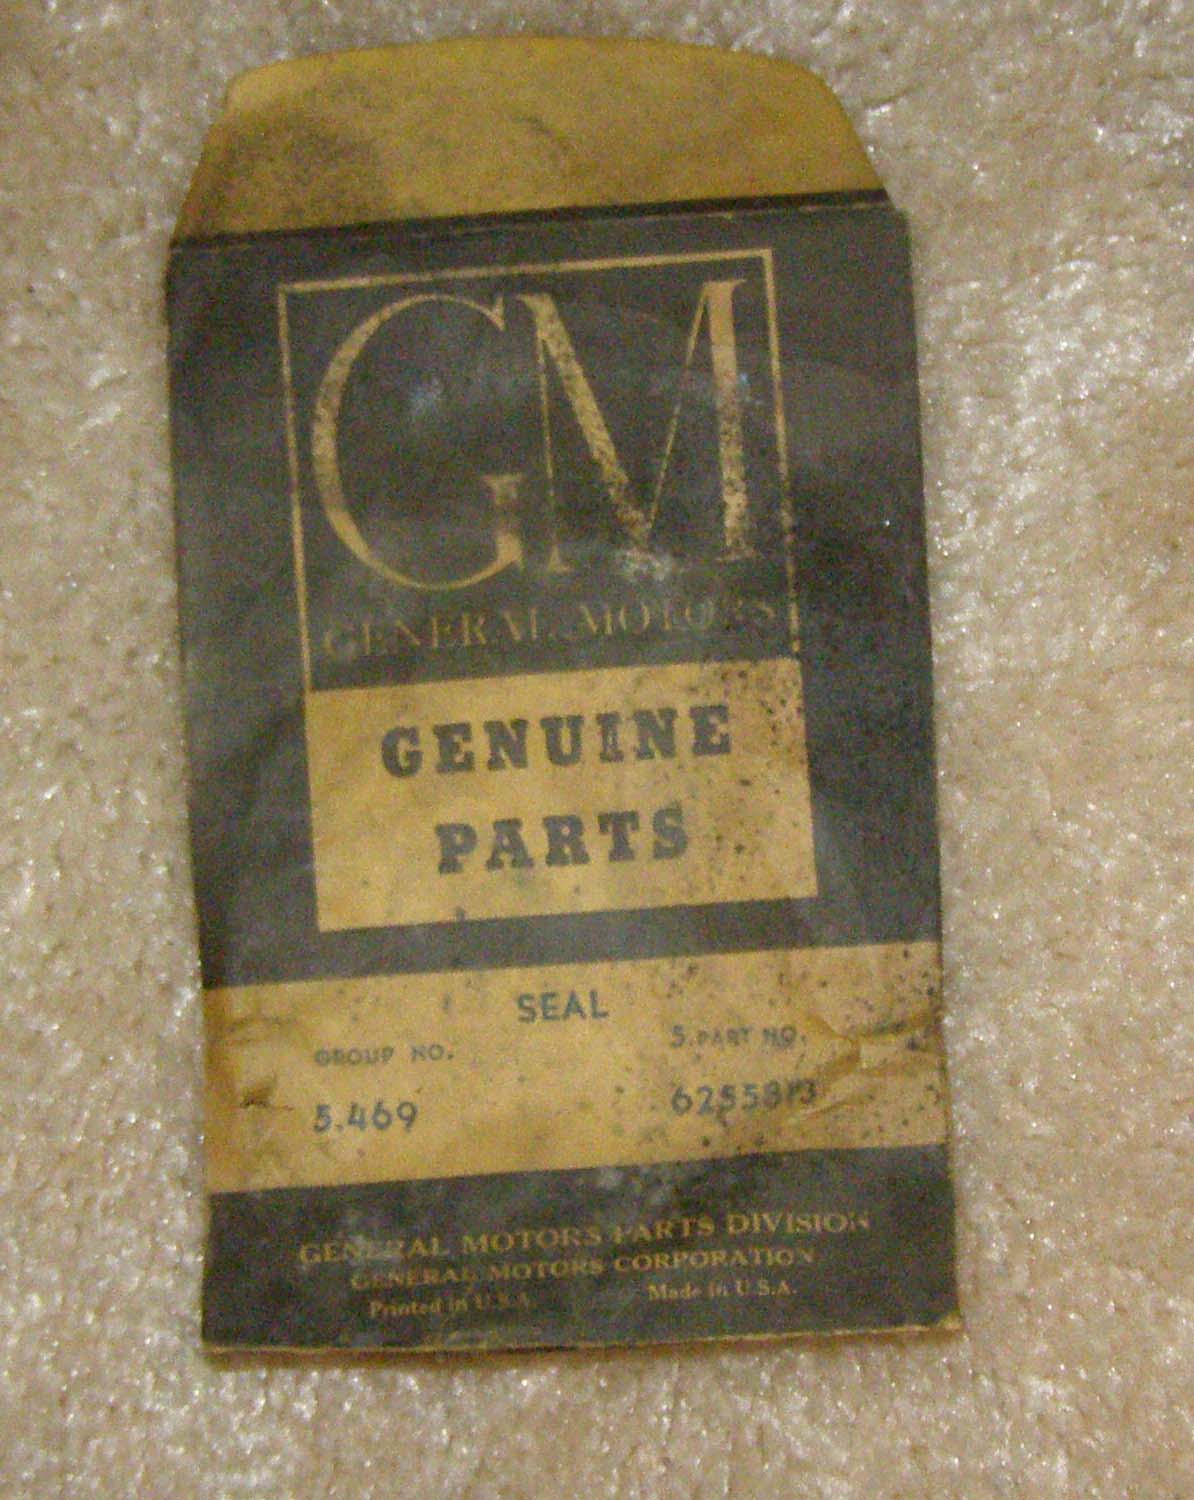 GM
GENERAL MOTORS
GENUINE
PARTS
SEAL
GROUP NO.
S. PART NO.
5.469
GENERAL MOTORS PARTS DIVISION
GENERAL MOTORS CORPORATION
Printed in U.S.A.
Made in U.S.A.